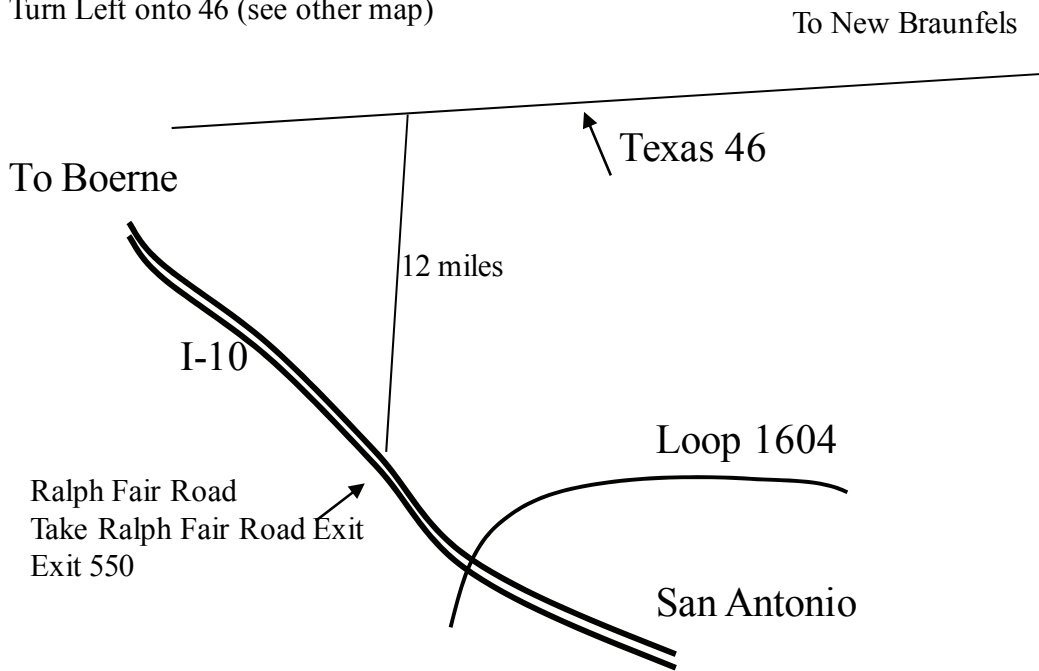 Turn Left onto 46 (see other map)
To New Braunfels
Texas 46
To Boerne
12 miles
I-10
Loop 1604
Ralph Fair Road
Take Ralph Fair Road Exit
Exit 550
San Antonio